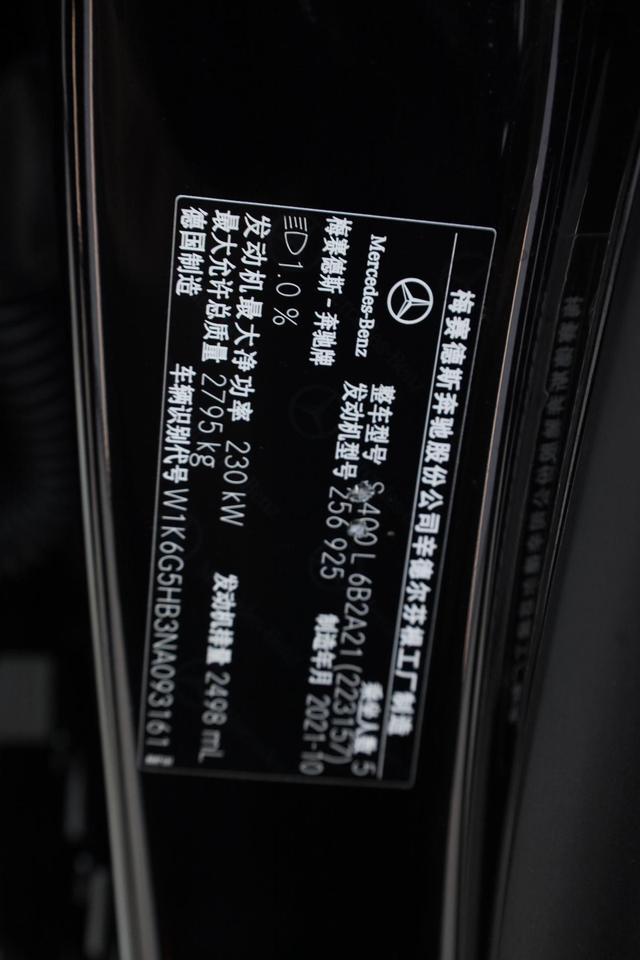 梅赛德斯奔驰股份公司辛德尔芬根工厂制造
Mercedes-Benz
整车型号 S 400 L 6B2A21 (223157)
乘坐人数 5
梅赛德斯-奔驰牌
发动机型号 256 925
制造年月 2021-10
1.0 %
发动机最大净功率 230 kW
发动机排量 2498 mL
最大允许总质量 2795 kg
德国制造
车辆识别代号 W1K6G5HB3NA093161